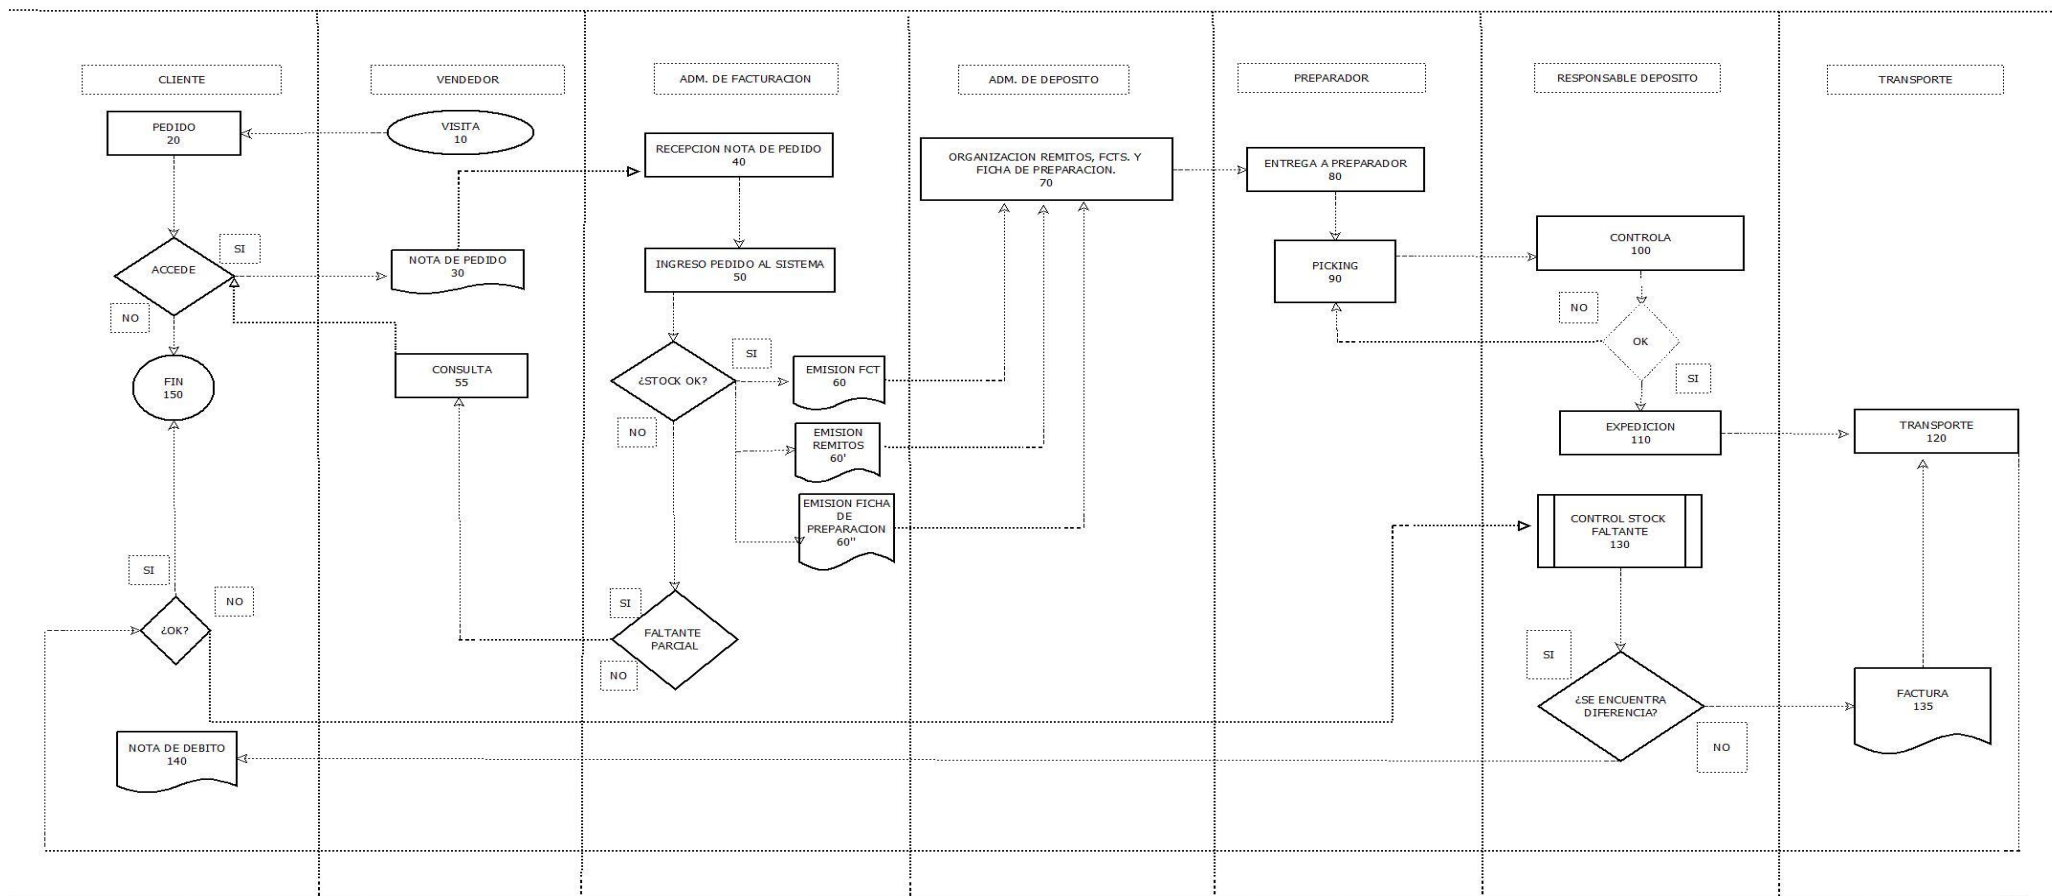 CLIENTE
VENDEDOR
ADM. DE FACTURACION
ADM. DE DEPOSITO
PREPARADOR
RESPONSABLE DEPOSITO
TRANSPORTE
PEDIDO
20
VISITA
10
RECEPCION NOTA DE PEDIDO
40
ORGANIZACION REMITOS, FCTS. Y
FICHA DE PREPARACION.
70
ENTREGA A PREPARADOR
80
CONTROLA
100
SI
ACCEDE
NO
NOTA DE PEDIDO
30
INGRESO PEDIDO AL SISTEMA
50
PICKING
90
NO
OK
SI
FIN
150
CONSULTA
55
¿STOCK OK?
SI
NO
EMISION FCT
60
EMISION
REMITOS
60'
EMISION FICHA
DE
PREPARACION
60"
EXPEDICION
110
TRANSPORTE
120
CONTROL STOCK
FALTANTE
130
SI
NO
¿OK?
SI
FALTANTE
PARCIAL
NO
SI
¿SE ENCUENTRA
DIFERENCIA?
NO
FACTURA
135
NOTA DE DEBITO
140